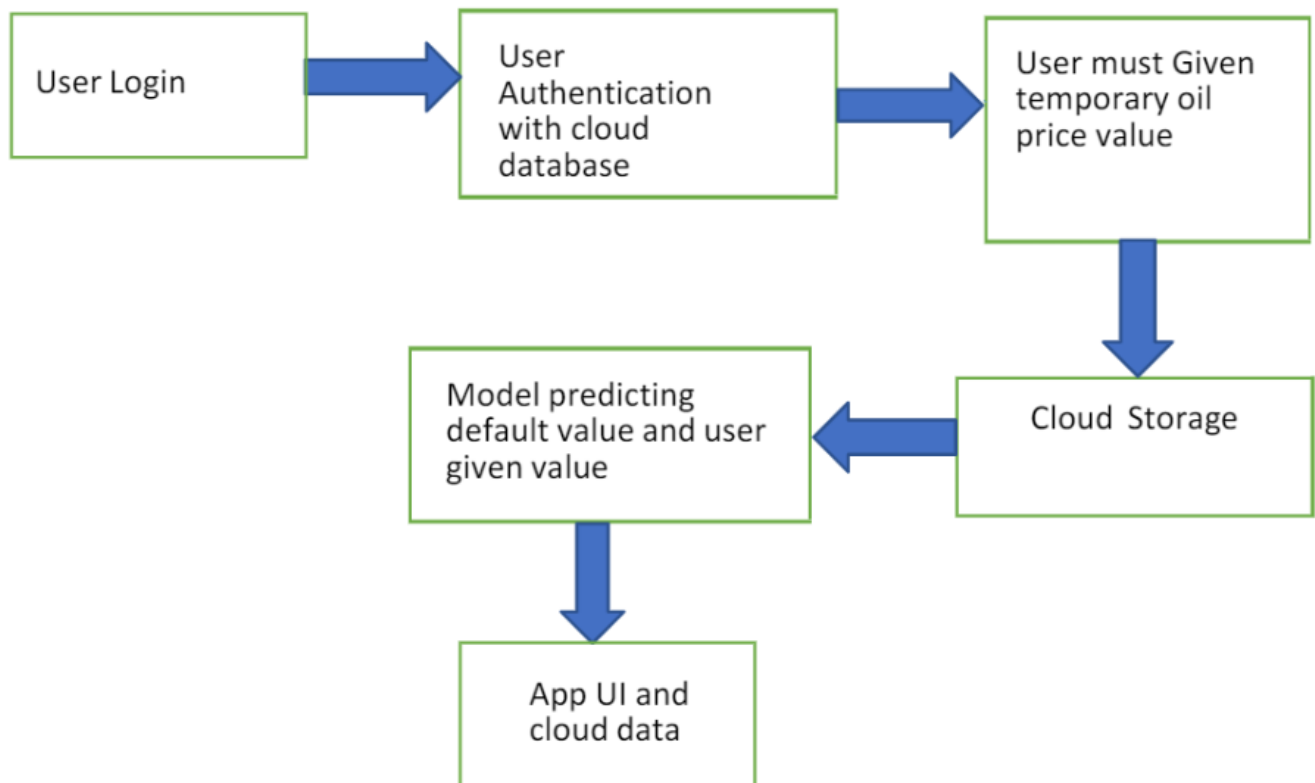 User Login
User
Authentication
with cloud
database
User must Given
temporary oil
price value
Cloud  Storage
Model predicting
default value and user
given value
App UI and
cloud data